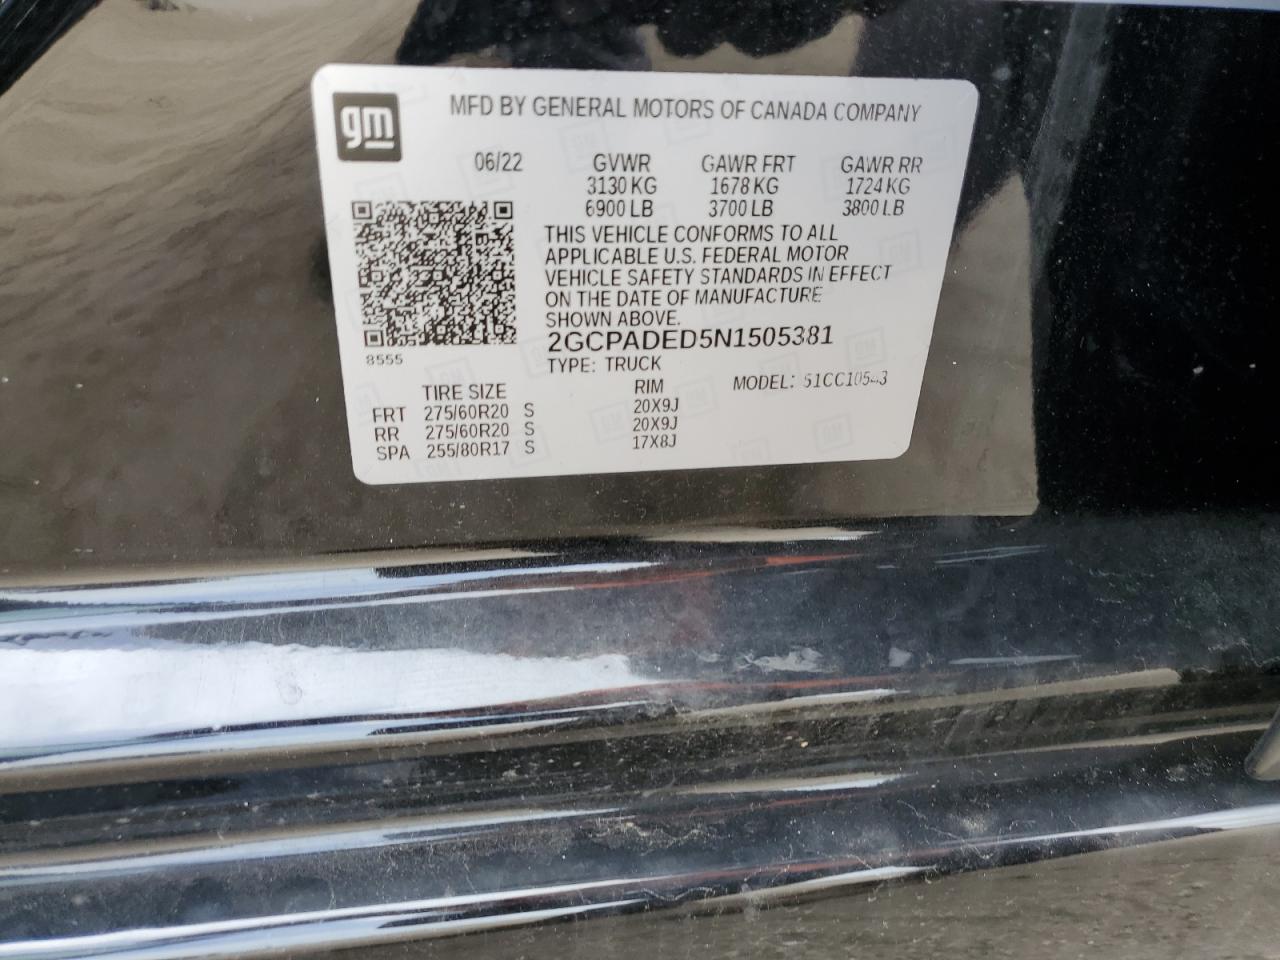 gm
MFD BY GENERAL MOTORS OF CANADA COMPANY
06/22 GVWR GAWR FRT GAWR RR
3130 KG 1678 KG 1724 KG
6900 LB 3700 LB 3800 LB
THIS VEHICLE CONFORMS TO ALL
APPLICABLE U.S. FEDERAL MOTOR
VEHICLE SAFETY STANDARDS IN EFFECT
ON THE DATE OF MANUFACTURE
SHOWN ABOVE.
2GCPADED5N1505381
8555
TYPE: TRUCK
TIRE SIZE RIM MODEL:
FRT 275/60R20 S 20X9J
RR 275/60R20 S 20X9J
SPA 255/80R17 S 17X8J